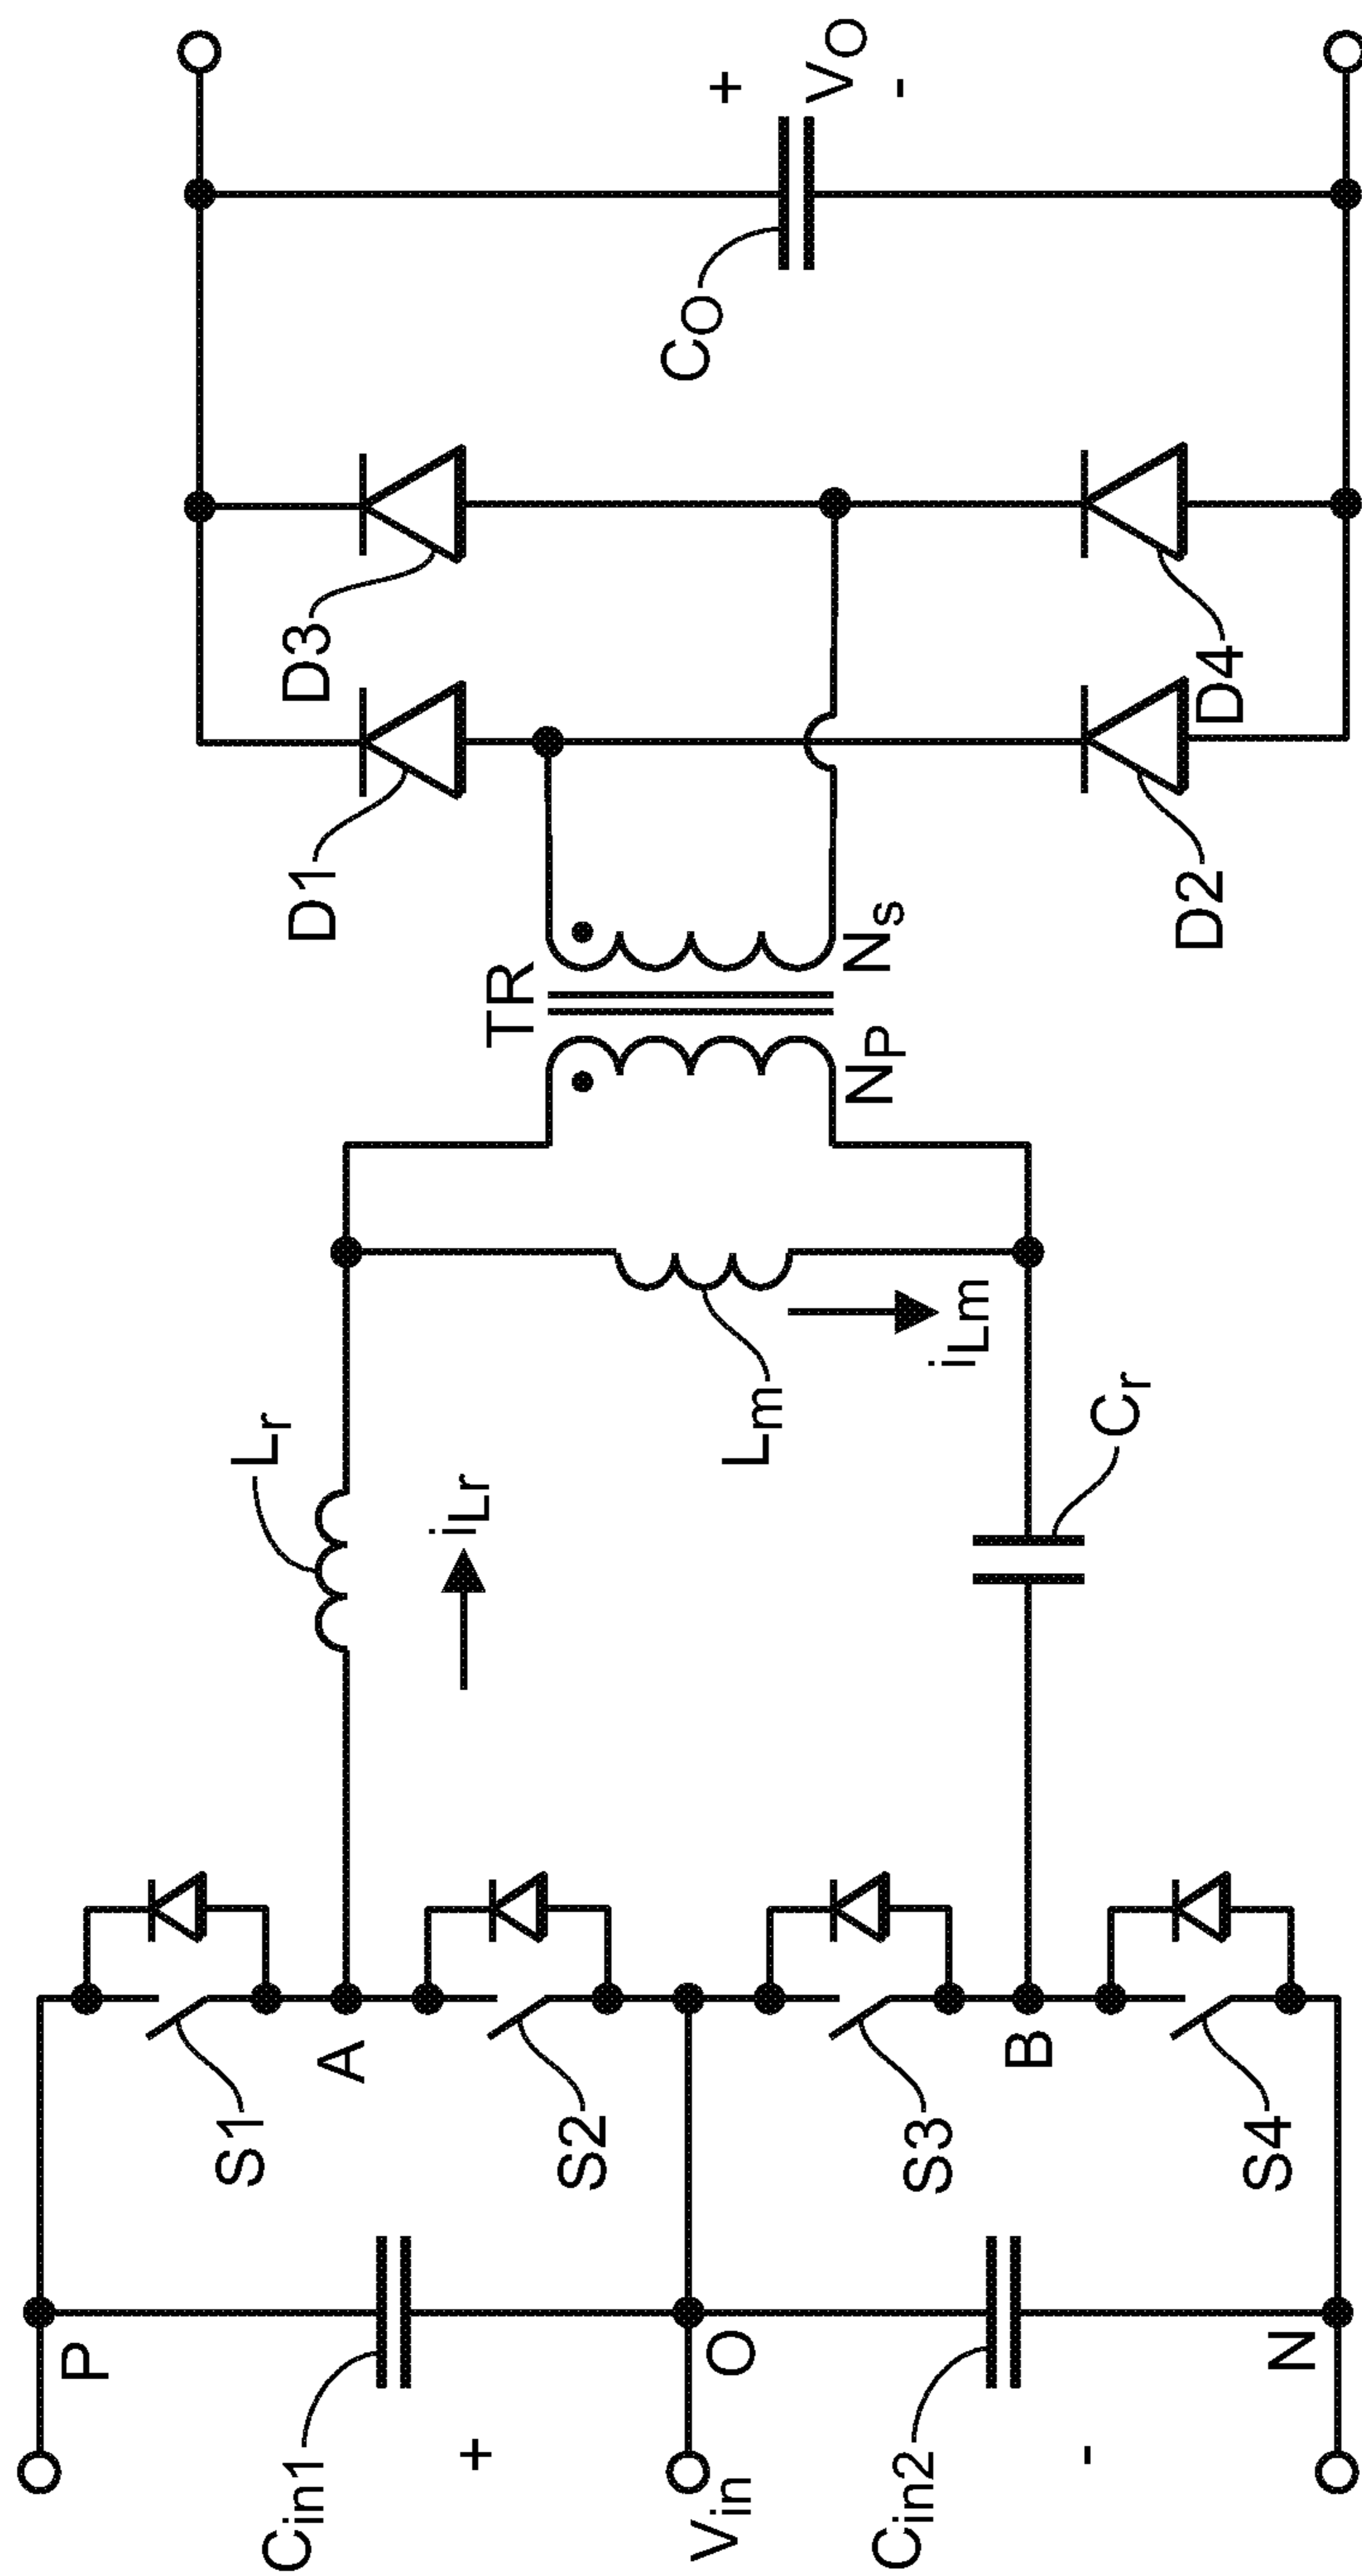 P
Cin1
+
Vin
O
Cin2
-
N
S1
A
S2
S3
B
S4
Lr
iLr
Lm
iLm
Cr
TR
NP
Ns
D1
D2
D3
D4
CO
+
VO
-